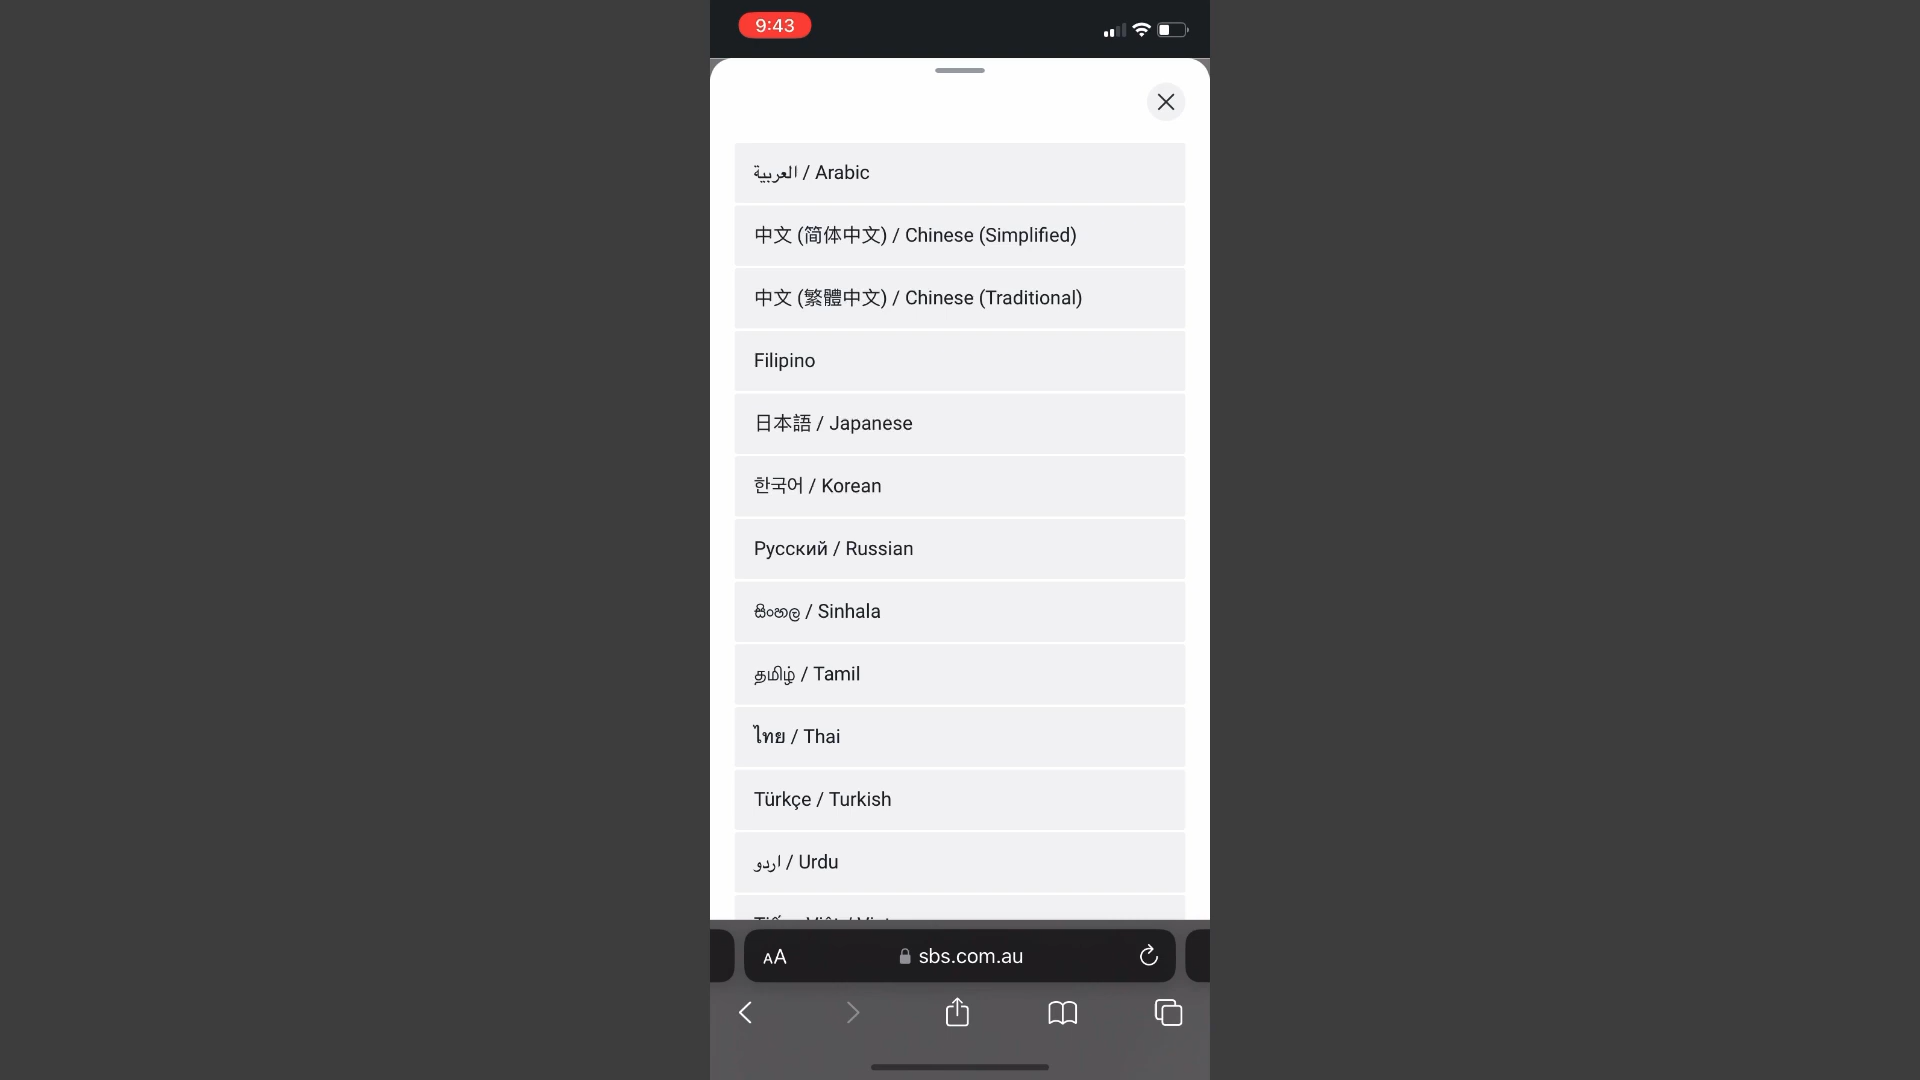 9:43
العربية / Arabic
中文 (简体中文) / Chinese (Simplified)
中文 (繁體中文) / Chinese (Traditional)
Filipino
日本語 / Japanese
한국어 / Korean
Русский / Russian
සිංහල / Sinhala
தமிழ் / Tamil
ไทย / Thai
Türkçe / Turkish
اردو / Urdu
AA sbs.com.au